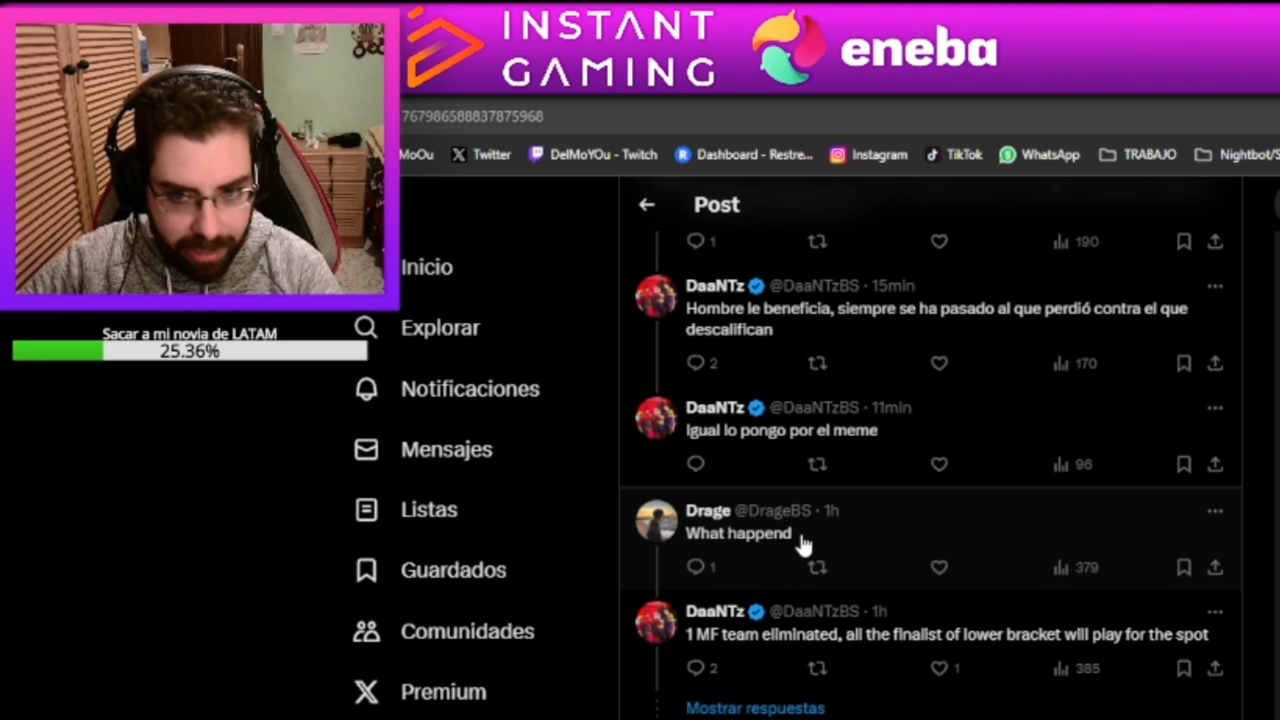 INSTANT GAMING
eneba
767986588837875968
MoOu
Twitter
DelMoYOu - Twitch
Dashboard - Restre...
Instagram
TikTok
WhatsApp
TRABAJO
Nightbot/S
Post
Inicio
Explorar
Notificaciones
Mensajes
Listas
Guardados
Comunidades
Premium
Sacar a mi novia de LATAM
25.36%
1
190
DaaNTz @DaaNTzBS · 15min
Hombre le beneficia, siempre se ha pasado al que perdió contra el que
descalifican
2
170
DaaNTz @DaaNTzBS · 11min
Igual lo pongo por el meme
96
Drage @DrageBS · 1h
What happend
1
379
DaaNTz @DaaNTzBS · 1h
1 MF team eliminated, all the finalist of lower bracket will play for the spot
2
1
385
Mostrar respuestas